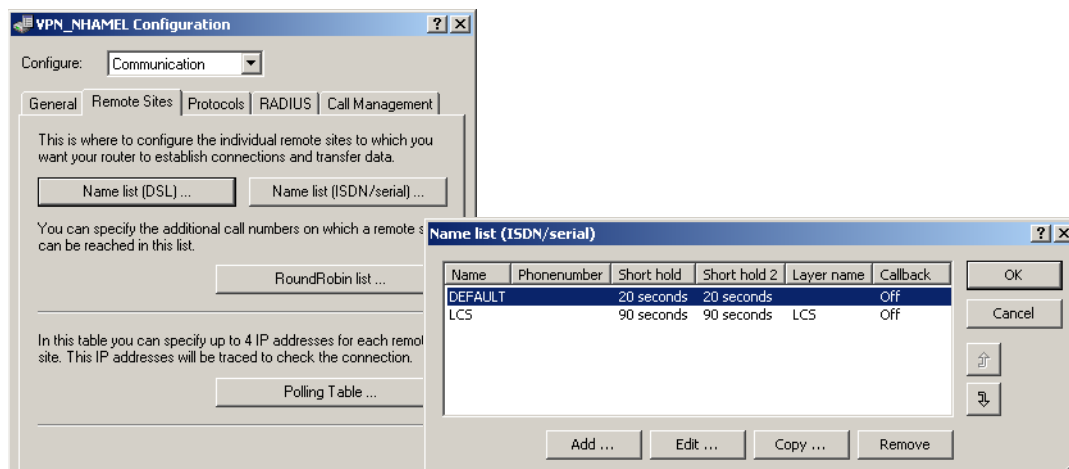 VPN_NHAMEL Configuration
Configure: Communication
General Remote Sites Protocols RADIUS Call Management
This is where to configure the individual remote sites to which you
want your router to establish connections and transfer data.
Name list (DSL) ... Name list (ISDN/serial) ...
You can specify the additional call numbers on which a remote s
can be reached in this list.
RoundRobin list ...
In this table you can specify up to 4 IP addresses for each remo
site. This IP addresses will be traced to check the connection.
Polling Table ...
Name list (ISDN/serial)
Name Phonenumber Short hold Short hold 2 Layer name Callback
DEFAULT 20 seconds 20 seconds Off
LCS 90 seconds 90 seconds LCS Off
OK
Cancel
Add ... Edit ... Copy ... Remove